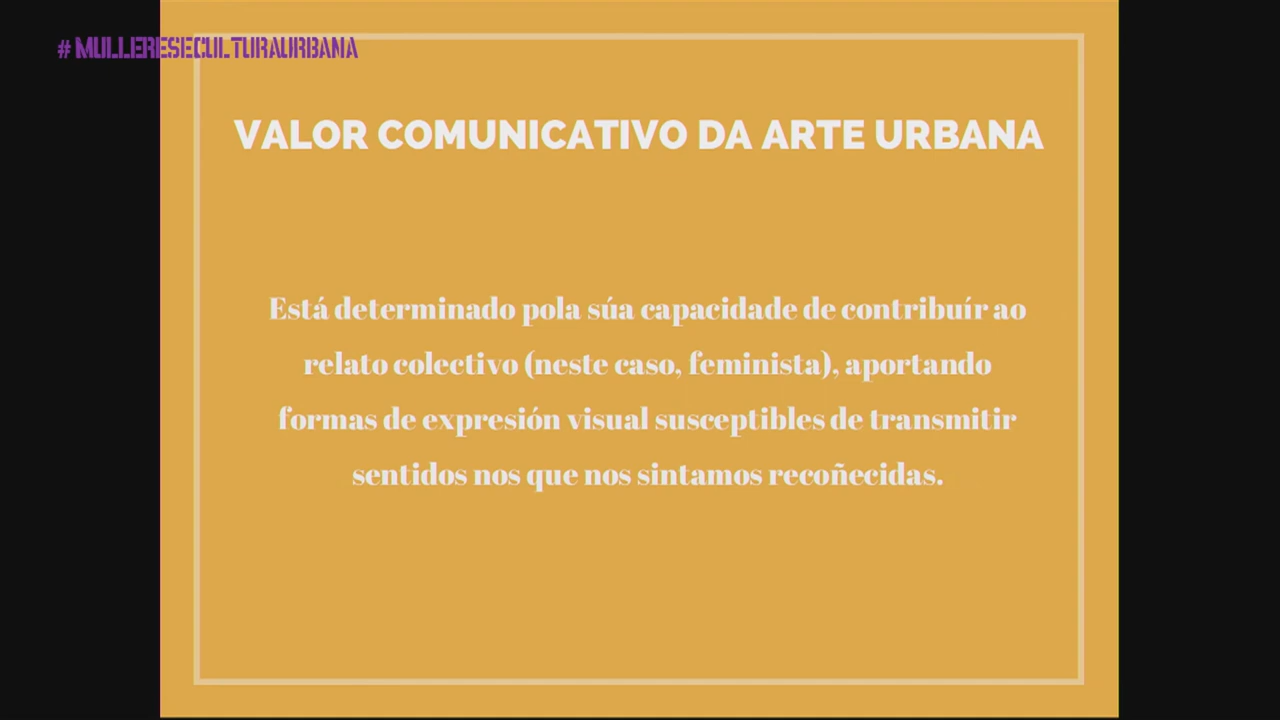 #MULLERESECULTURAURBANA
VALOR COMUNICATIVO DA ARTE URBANA
Está determinado pola súa capacidade de contribuír ao
relato colectivo (neste caso, feminista), aportando
formas de expresión visual susceptibles de transmitir
sentidos nos que nos sintamos recoñecidas.